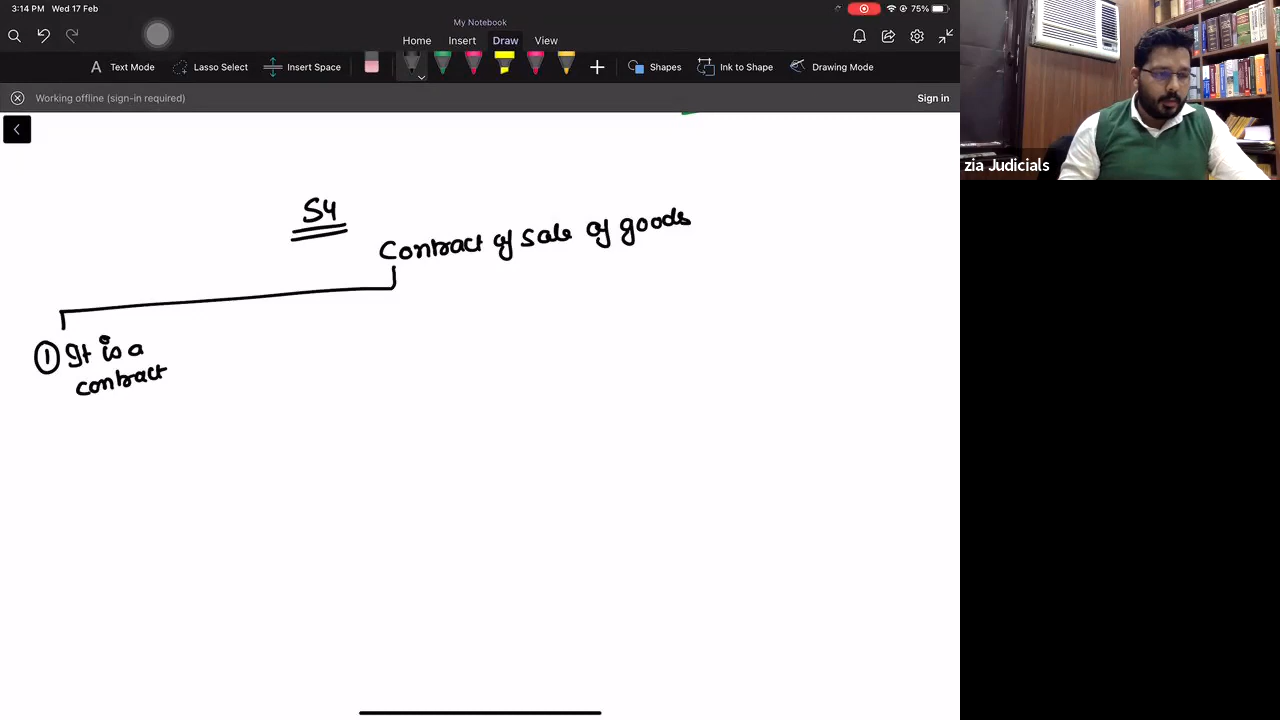 3:14 PM Wed 17 Feb
75%
My Notebook
Home Insert Draw View
A Text Mode Lasso Select Insert Space Shapes Ink to Shape Drawing Mode
Working offline (sign-in required) Sign in
S4
Contract of sale of goods
① It is a
contract
zia Judicials